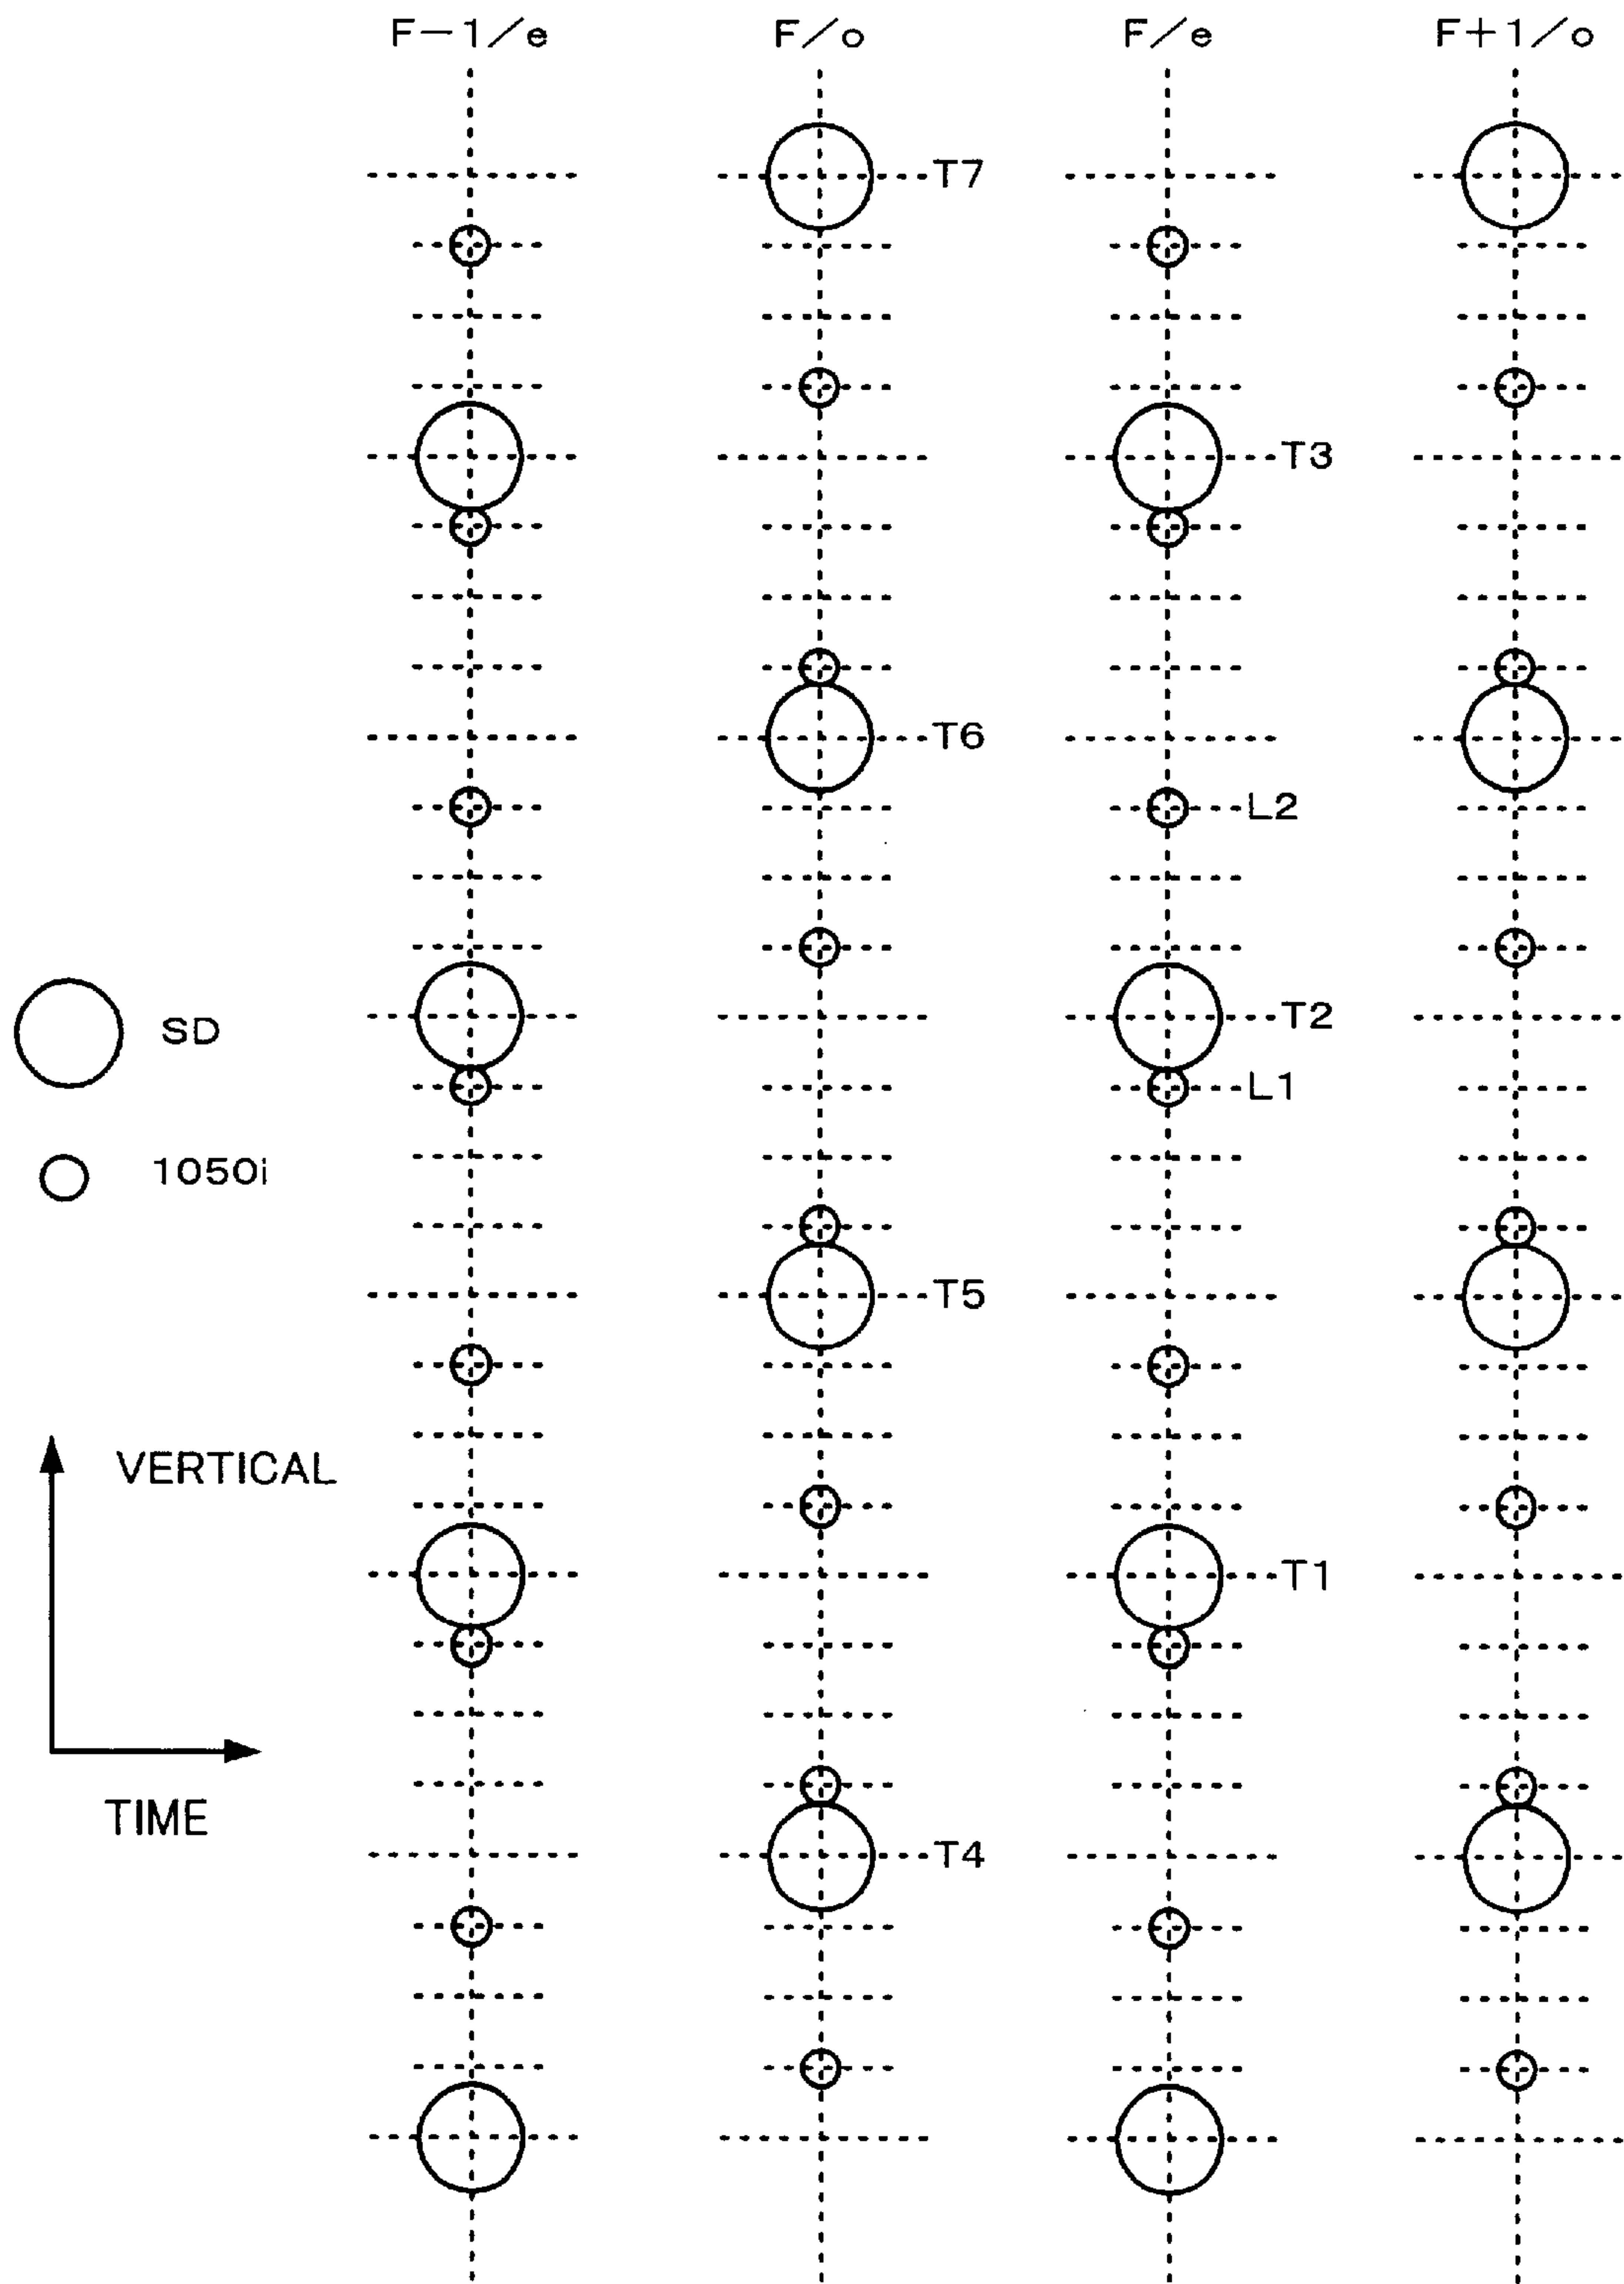 F-1/e
F/o
F/e
F+1/o
T7
T3
T6
L2
T2
SD
L1
1050i
T5
VERTICAL
T1
TIME
T4